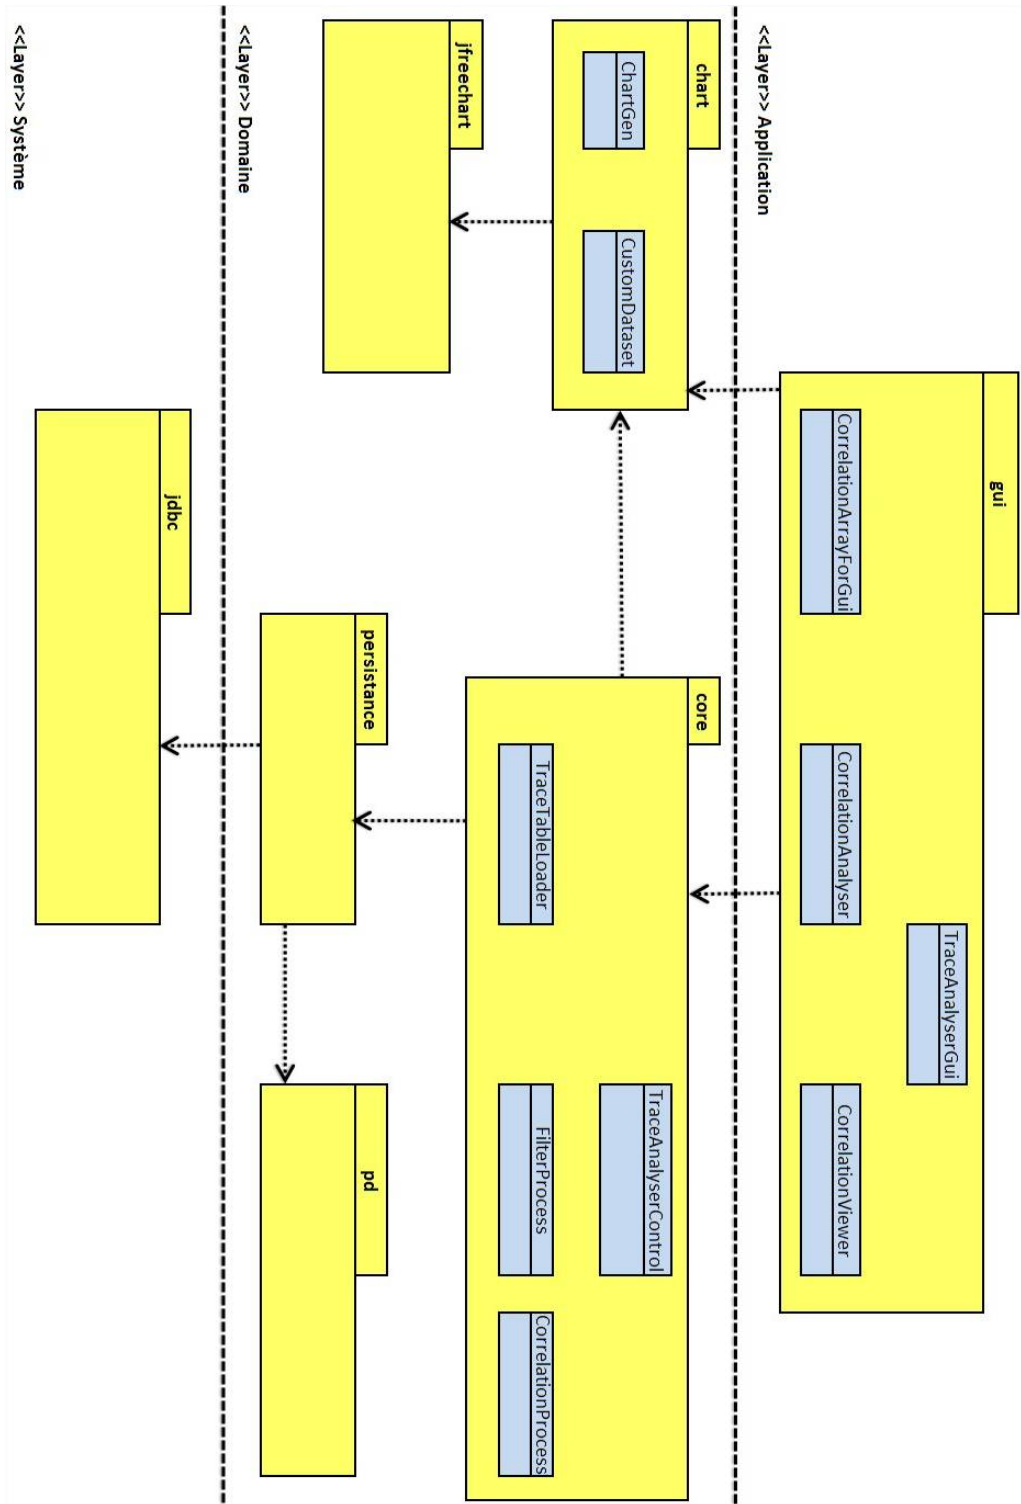 gui
TraceAnalyserGui
CorrelationArrayForGui
CorrelationAnalyser
CorrelationViewer
<<Layer>> Application
chart
ChartGen
CustomDataset
core
TraceAnalyserControl
TraceTableLoader
FilterProcess
CorrelationProcess
jfreechart
persistance
pd
<<Layer>> Domaine
jdbc
<<Layer>> Système